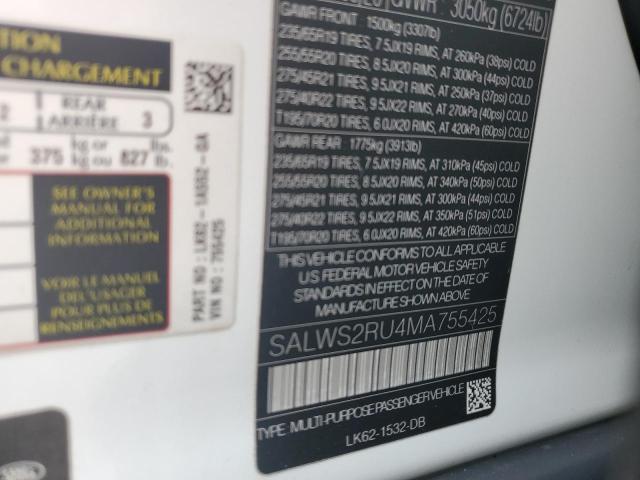 TION
CHARGEMENT
2 REAR ARRIÈRE 3
375 kg or kg ou 827 lb.
SEE OWNER'S
MANUAL FOR
ADDITIONAL
INFORMATION
VOIR LE MANUEL
DE L'USAGER
POUR PLUS DE
RENSEIGNEMENTS
PART NO : LK62 - 1A552 - DA
VIN NO : 755425
GVWR 3050kg (6724lb)
GAWR FRONT 1500kg (3307lb)
235/65R19 TIRES, 7.5JX19 RIMS, AT 260kPa (38psi) COLD
255/55R20 TIRES, 8.5JX20 RIMS, AT 300kPa (44psi) COLD
275/45R21 TIRES, 9.5JX21 RIMS, AT 250kPa (37psi) COLD
275/40R22 TIRES, 9.5JX22 RIMS, AT 270kPa (40psi) COLD
T195/70R20 TIRES, 6.0JX20 RIMS, AT 420kPa (60psi) COLD
GAWR REAR 1775kg (3913lb)
235/65R19 TIRES, 7.5JX19 RIMS, AT 310kPa (45psi) COLD
255/55R20 TIRES, 8.5JX20 RIMS, AT 340kPa (50psi) COLD
275/45R21 TIRES, 9.5JX21 RIMS, AT 300kPa (44psi) COLD
275/40R22 TIRES, 9.5JX22 RIMS, AT 350kPa (51psi) COLD
T195/70R20 TIRES, 6.0JX20 RIMS, AT 420kPa (60psi) COLD
THIS VEHICLE CONFORMS TO ALL APPLICABLE
US FEDERAL MOTOR VEHICLE SAFETY
STANDARDS IN EFFECT ON THE DATE OF
MANUFACTURE SHOWN ABOVE.
SALWS2RU4MA755425
TYPE MULTI-PURPOSE PASSENGER VEHICLE
LK62-1532-DB